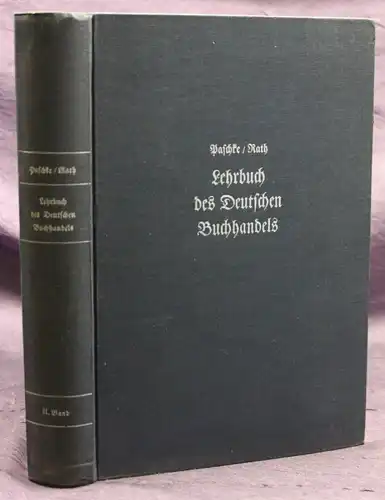 Paschke/Rath
Lehrbuch
des Deutschen
Buchhandels
Paschke/Rath
Lehrbuch
des Deutschen
Buchhandels
II. Band